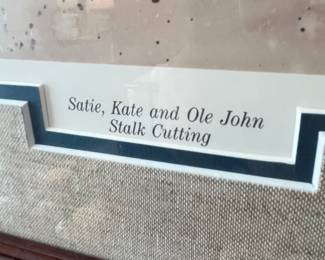 Satie, Kate and Ole John
Stalk Cutting